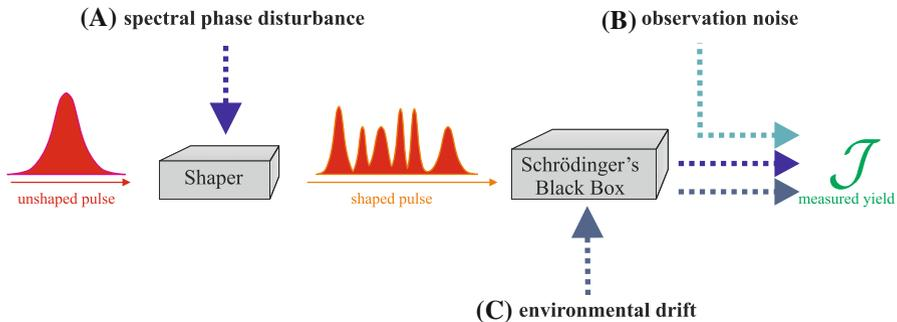 (A) spectral phase disturbance
(B) observation noise
Shaper
Schrödinger's
Black Box
𝒥
unshaped pulse
shaped pulse
measured yield
(C) environmental drift